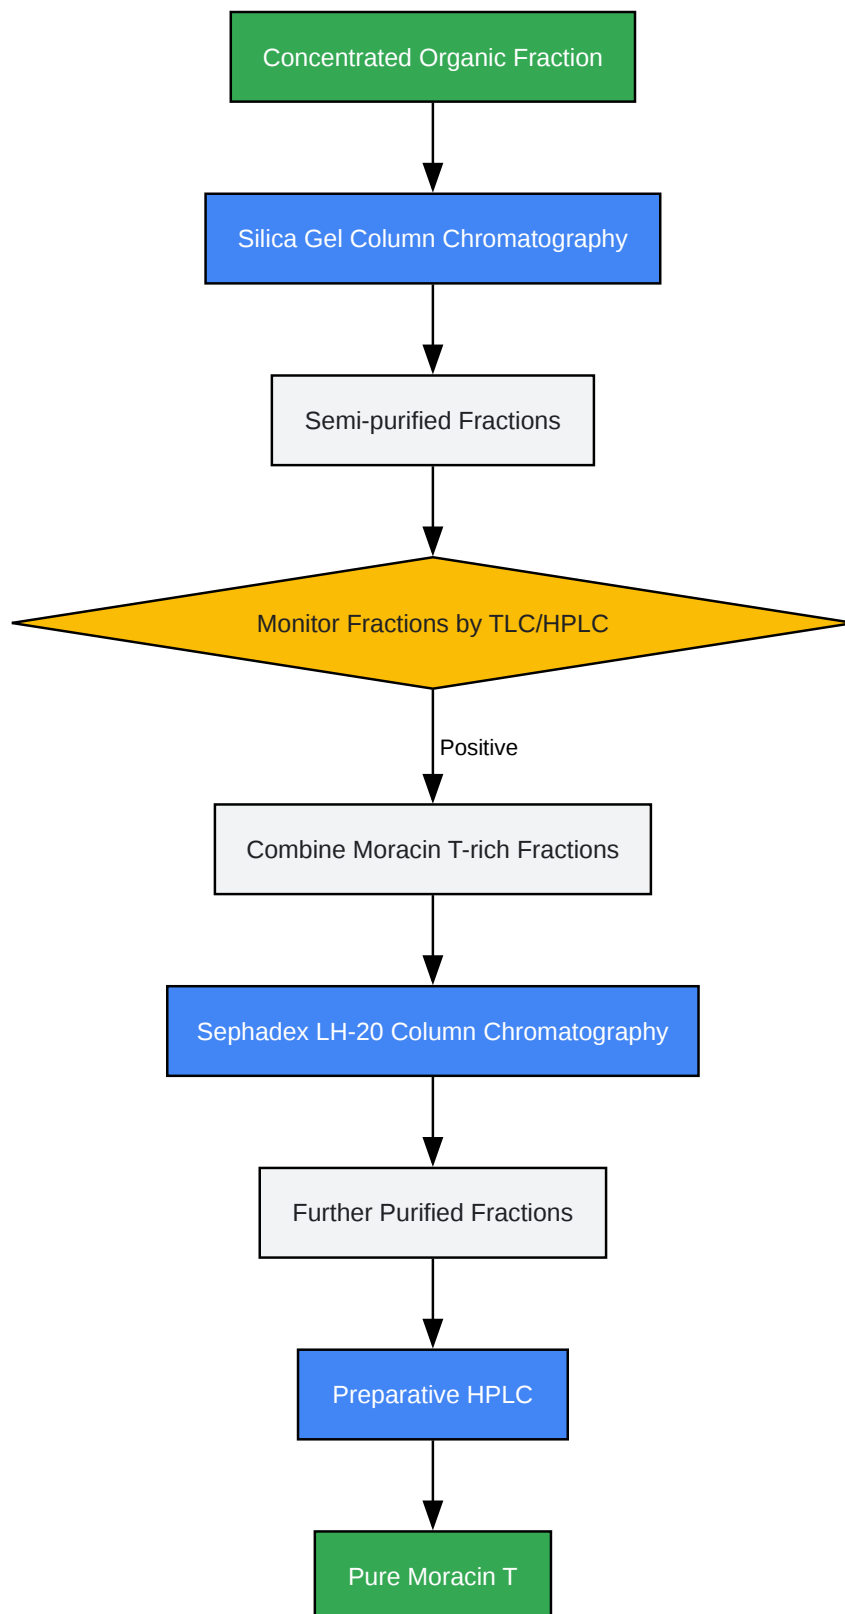 Concentrated Organic Fraction
Silica Gel Column Chromatography
Semi-purified Fractions
Monitor Fractions by TLC/HPLC
Positive
Combine Moracin T-rich Fractions
Sephadex LH-20 Column Chromatography
Further Purified Fractions
Preparative HPLC
Pure Moracin T